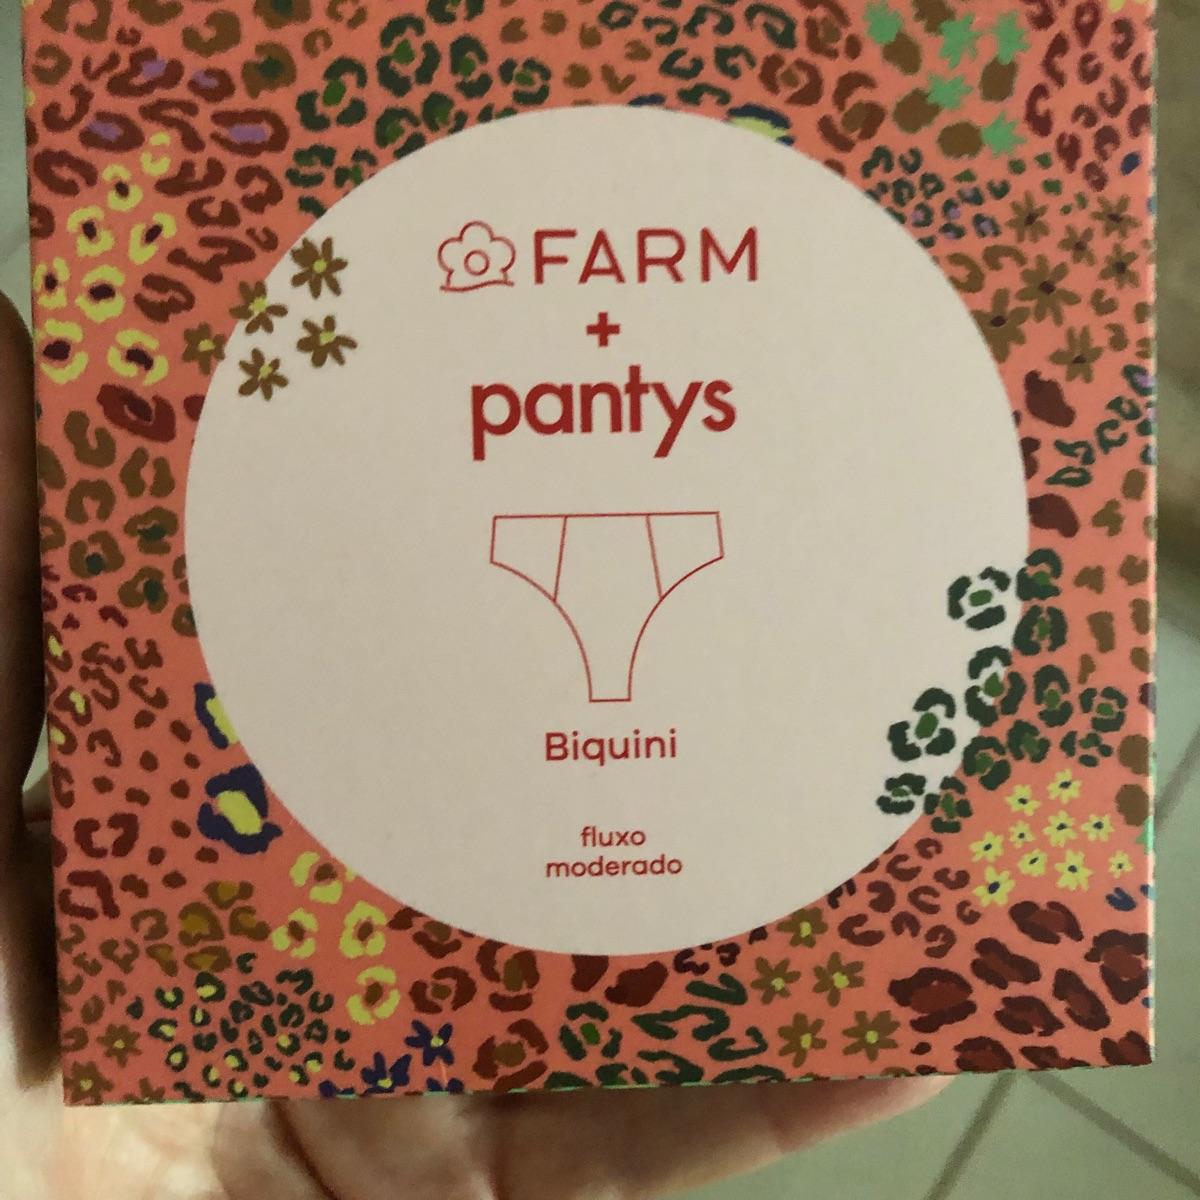 FARM
+
pantys
Biquini
fluxo
moderado